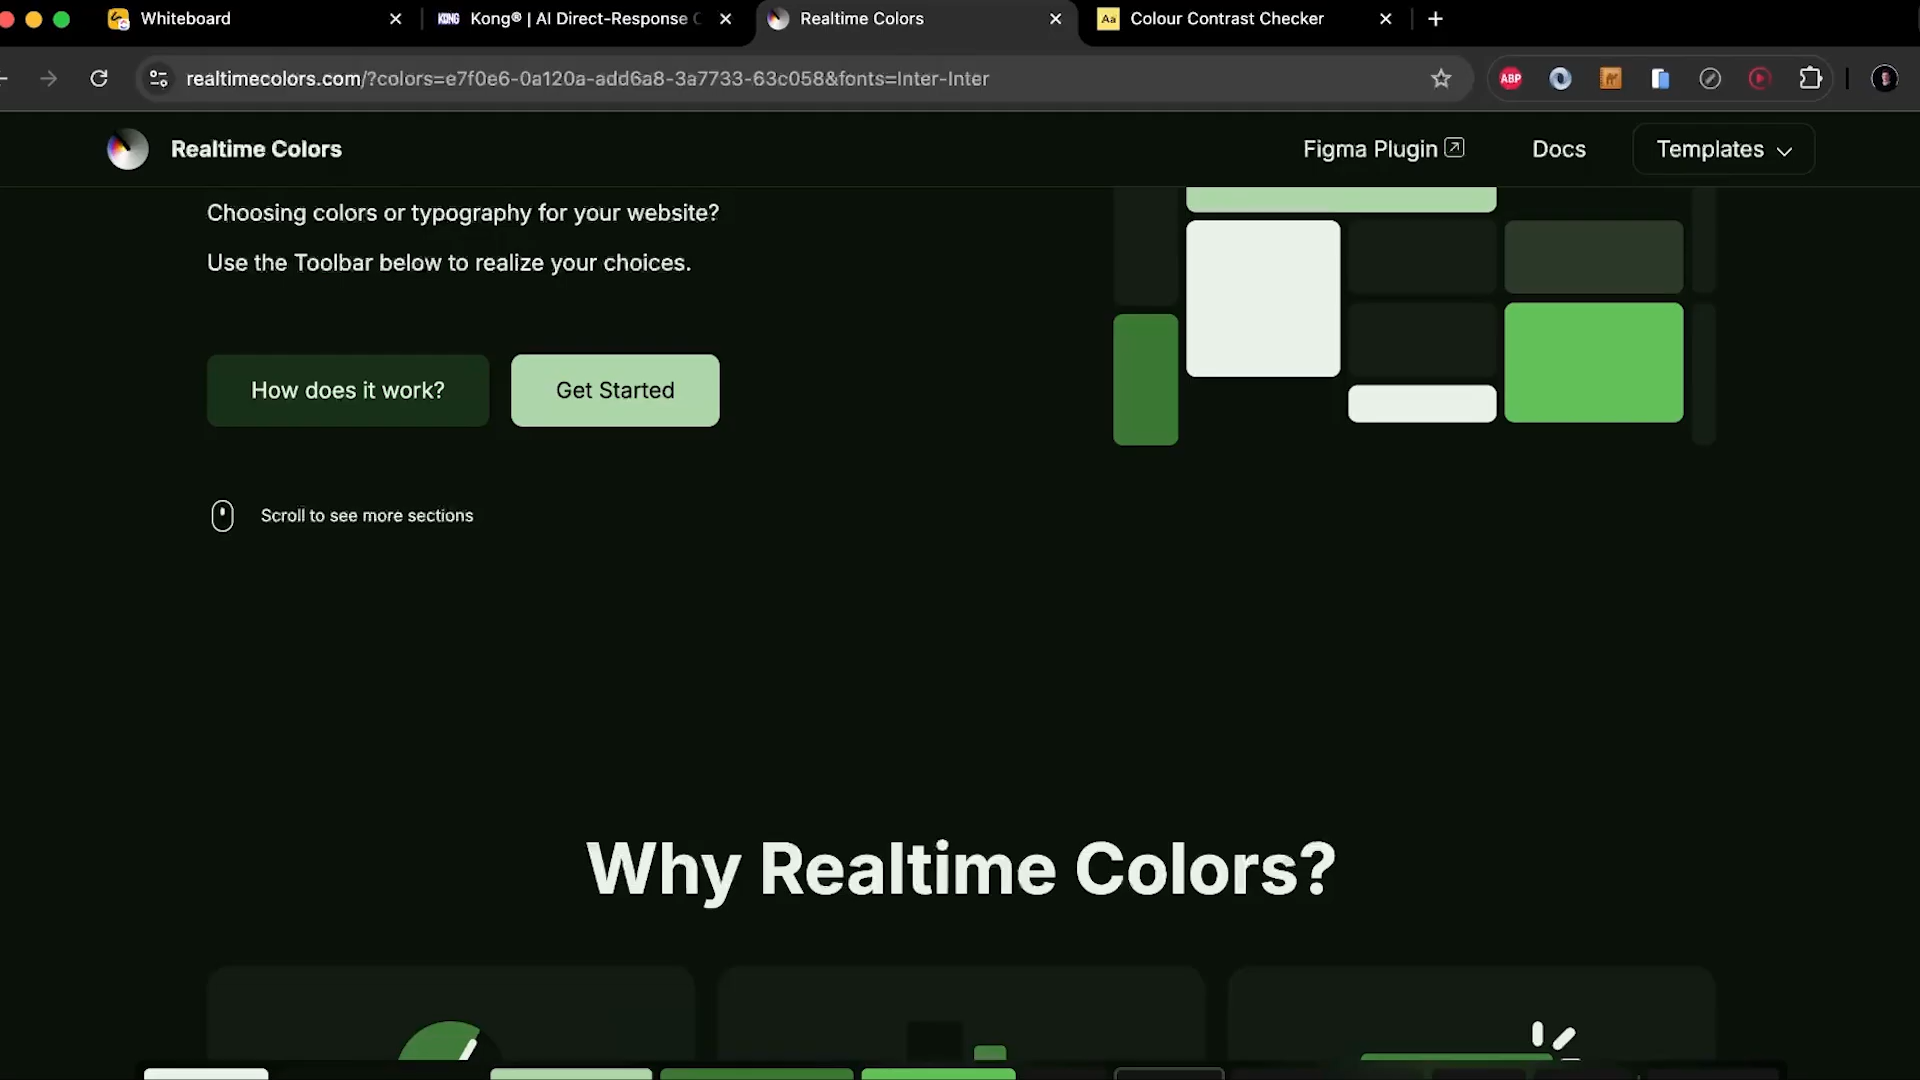 Whiteboard
KONG Kong® | AI Direct-Response
Realtime Colors
Aa Colour Contrast Checker
realtimecolors.com/?colors=e7f0e6-0a120a-add6a8-3a7733-63c058&fonts=Inter-Inter
ABP
Realtime Colors
Figma Plugin
Docs
Templates
Choosing colors or typography for your website?
Use the Toolbar below to realize your choices.
How does it work?
Get Started
Scroll to see more sections
Why Realtime Colors?